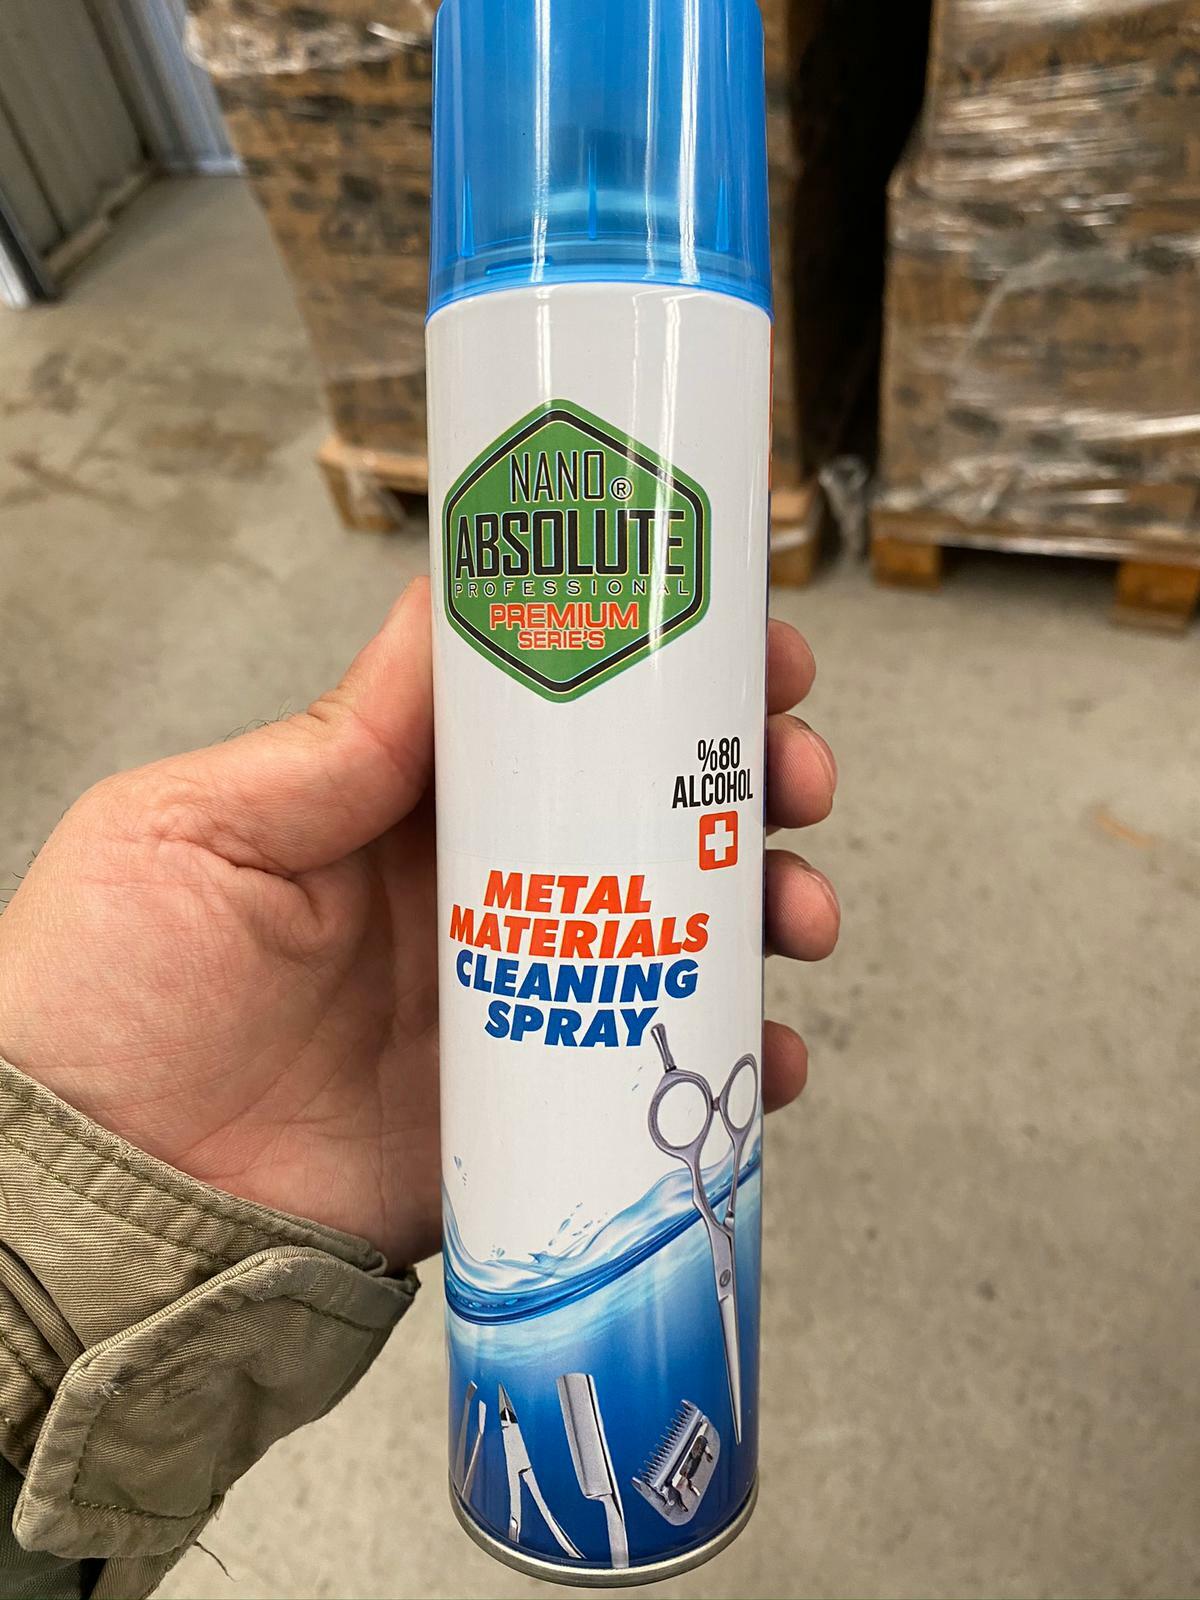 NANO®
ABSOLUTE
PROFESSIONAL
PREMIUM
SERIE'S
%80
ALCOHOL
METAL
MATERIALS
CLEANING
SPRAY